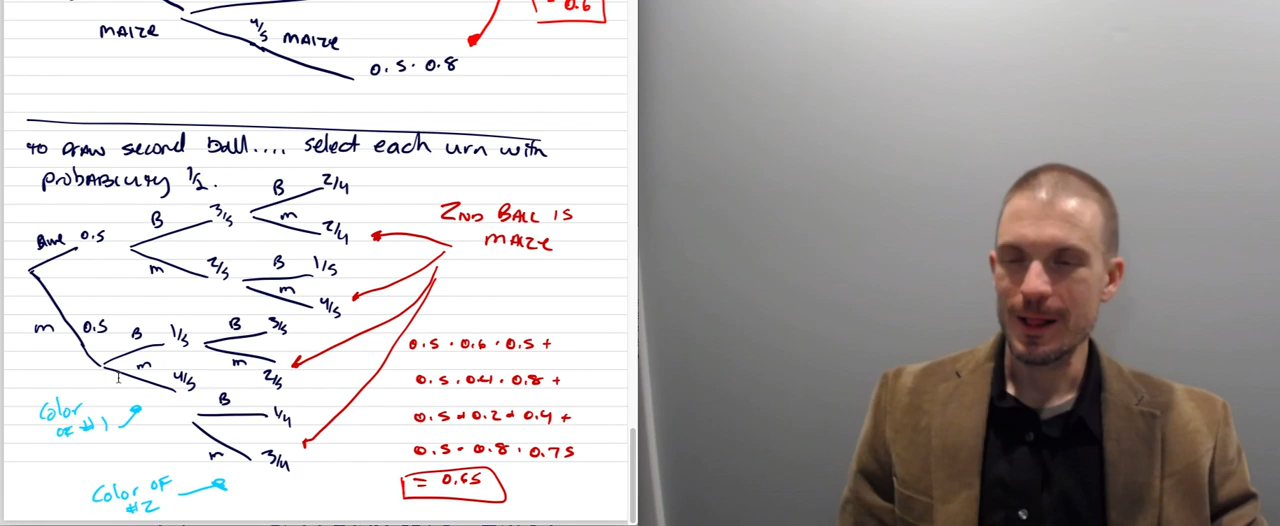 = 0.6
4/5 MAIZE
MAIZE
0.5 · 0.8
TO DRAW second ball.... select each urn with
probability 1/2.
B 2/4
B 3/5
m 2/4
Blue 0.5
2ND BALL IS
MAIZE
m 2/5
B 1/5
m 4/5
m 0.5
B 1/5
B 3/5
m 2/5
m 4/5
B 1/4
m 3/4
Color
of #1
Color of
#2
0.5 · 0.6 · 0.5 +
0.5 · 0.4 · 0.8 +
0.5 · 0.2 · 0.4 +
0.5 · 0.8 · 0.75
= 0.65